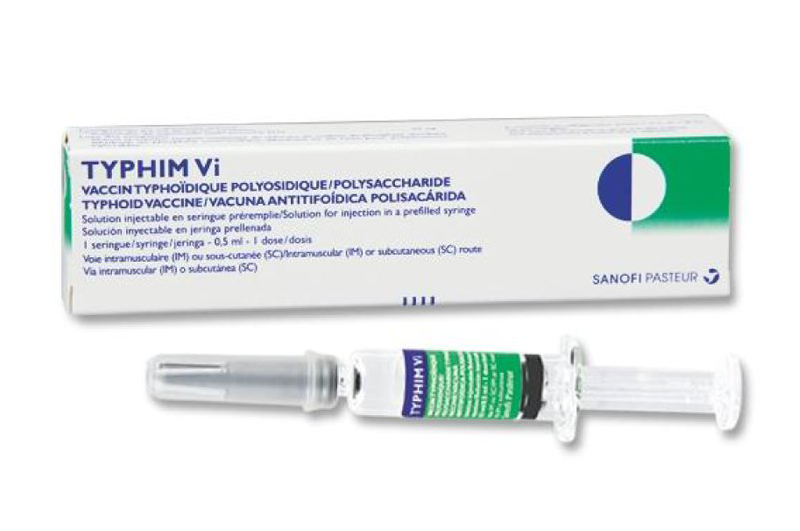 TYPHIM Vi
VACCIN TYPHOÏDIQUE POLYOSIDIQUE/POLYSACCHARIDE
TYPHOID VACCINE/VACUNA ANTITIFOÍDICA POLISACÁRIDA
Solution injectable en seringue préremplie/Solution for injection in a prefilled syringe
Solución inyectable en jeringa prellenada
1 seringue/syringe/jeringa - 0,5 ml - 1 dose/dosis
Voie intramusculaire (IM) ou sous-cutanée (SC)/Intramuscular (IM) or subcutaneous (SC) route
Vía intramuscular (IM) o subcutánea (SC)
SANOFI PASTEUR
TYPHIM Vi
Sanofi Pasteur